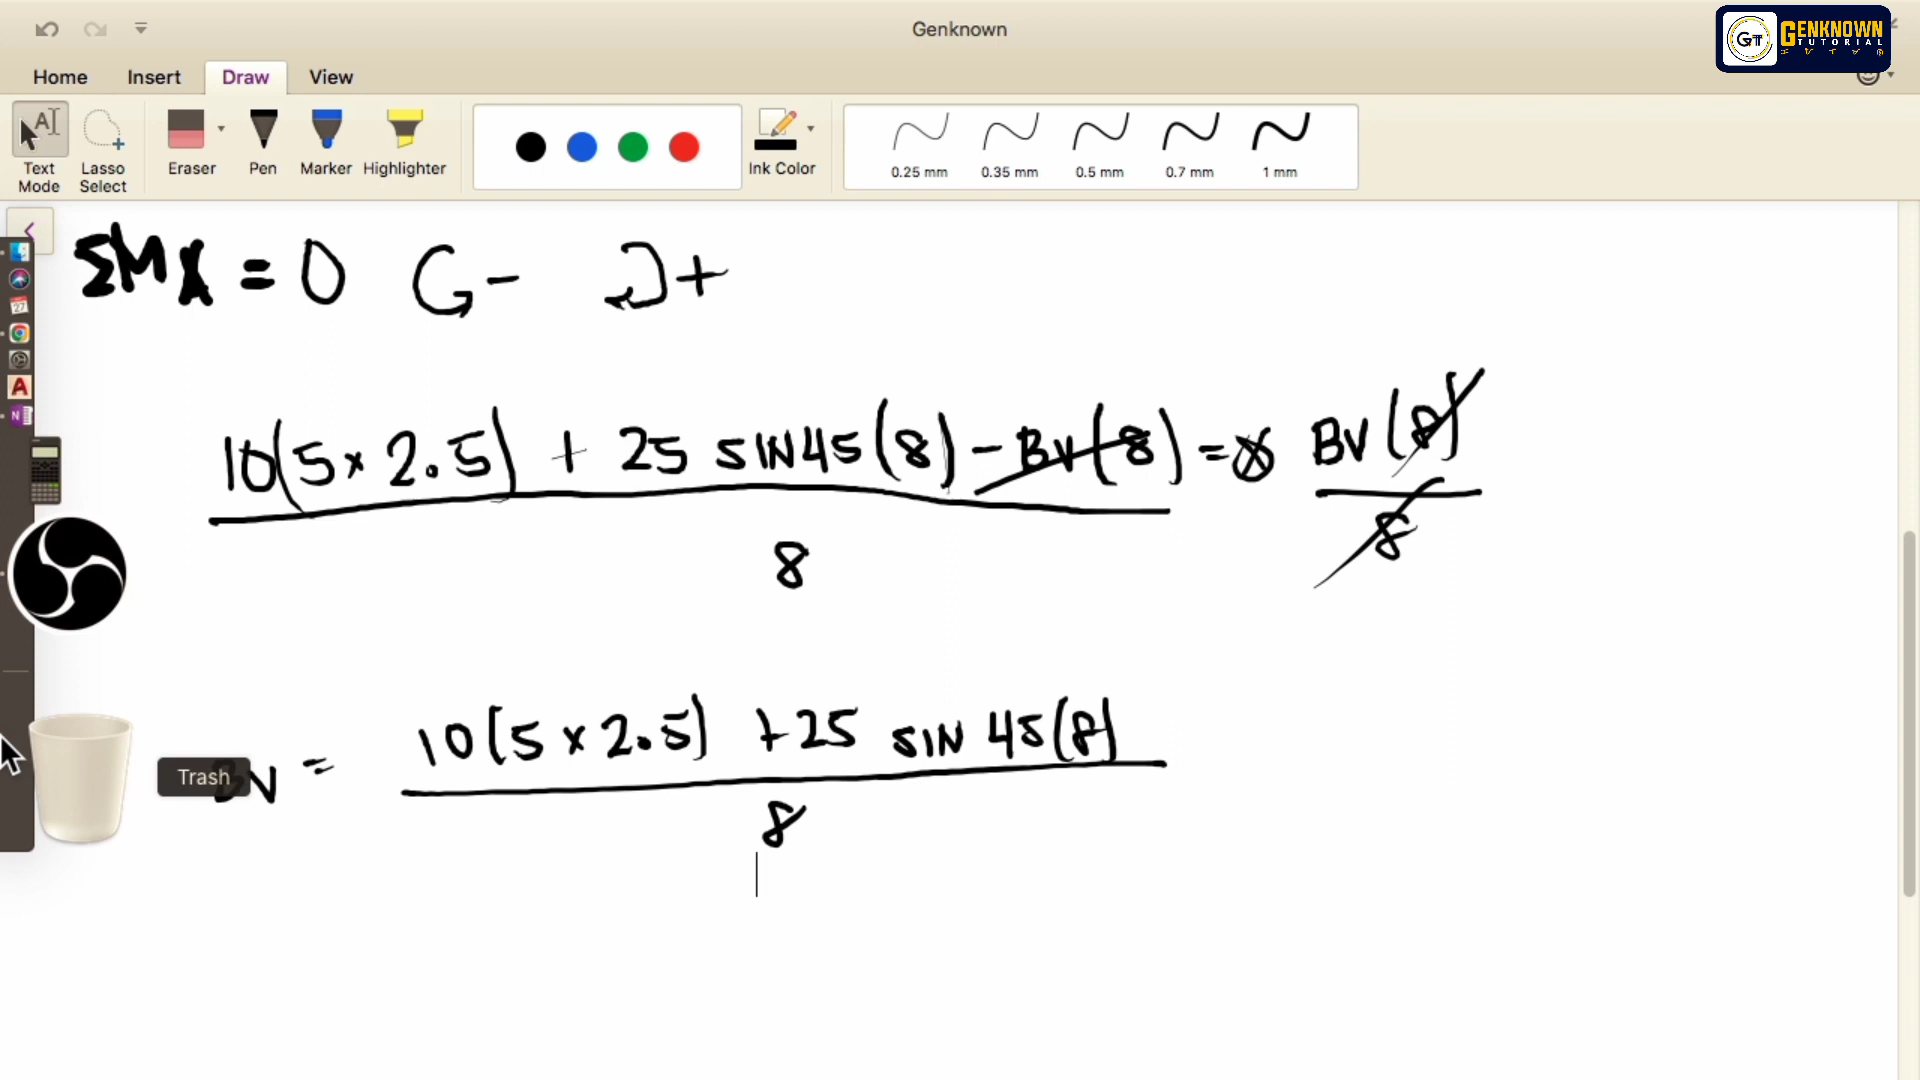 Genknown
GT GENKNOWN
TUTORIAL
Home Insert Draw View
Text Mode
Lasso Select
Eraser
Pen
Marker
Highlighter
Ink Color
0.25 mm
0.35 mm
0.5 mm
0.7 mm
1 mm
27
ΣMA = 0 - +
10(5 × 2.5) + 25 SIN45(8) - BV(8) = 0 BV(8)
8 8
BV = 10(5 × 2.5) + 25 SIN 45(8)
8
Trash